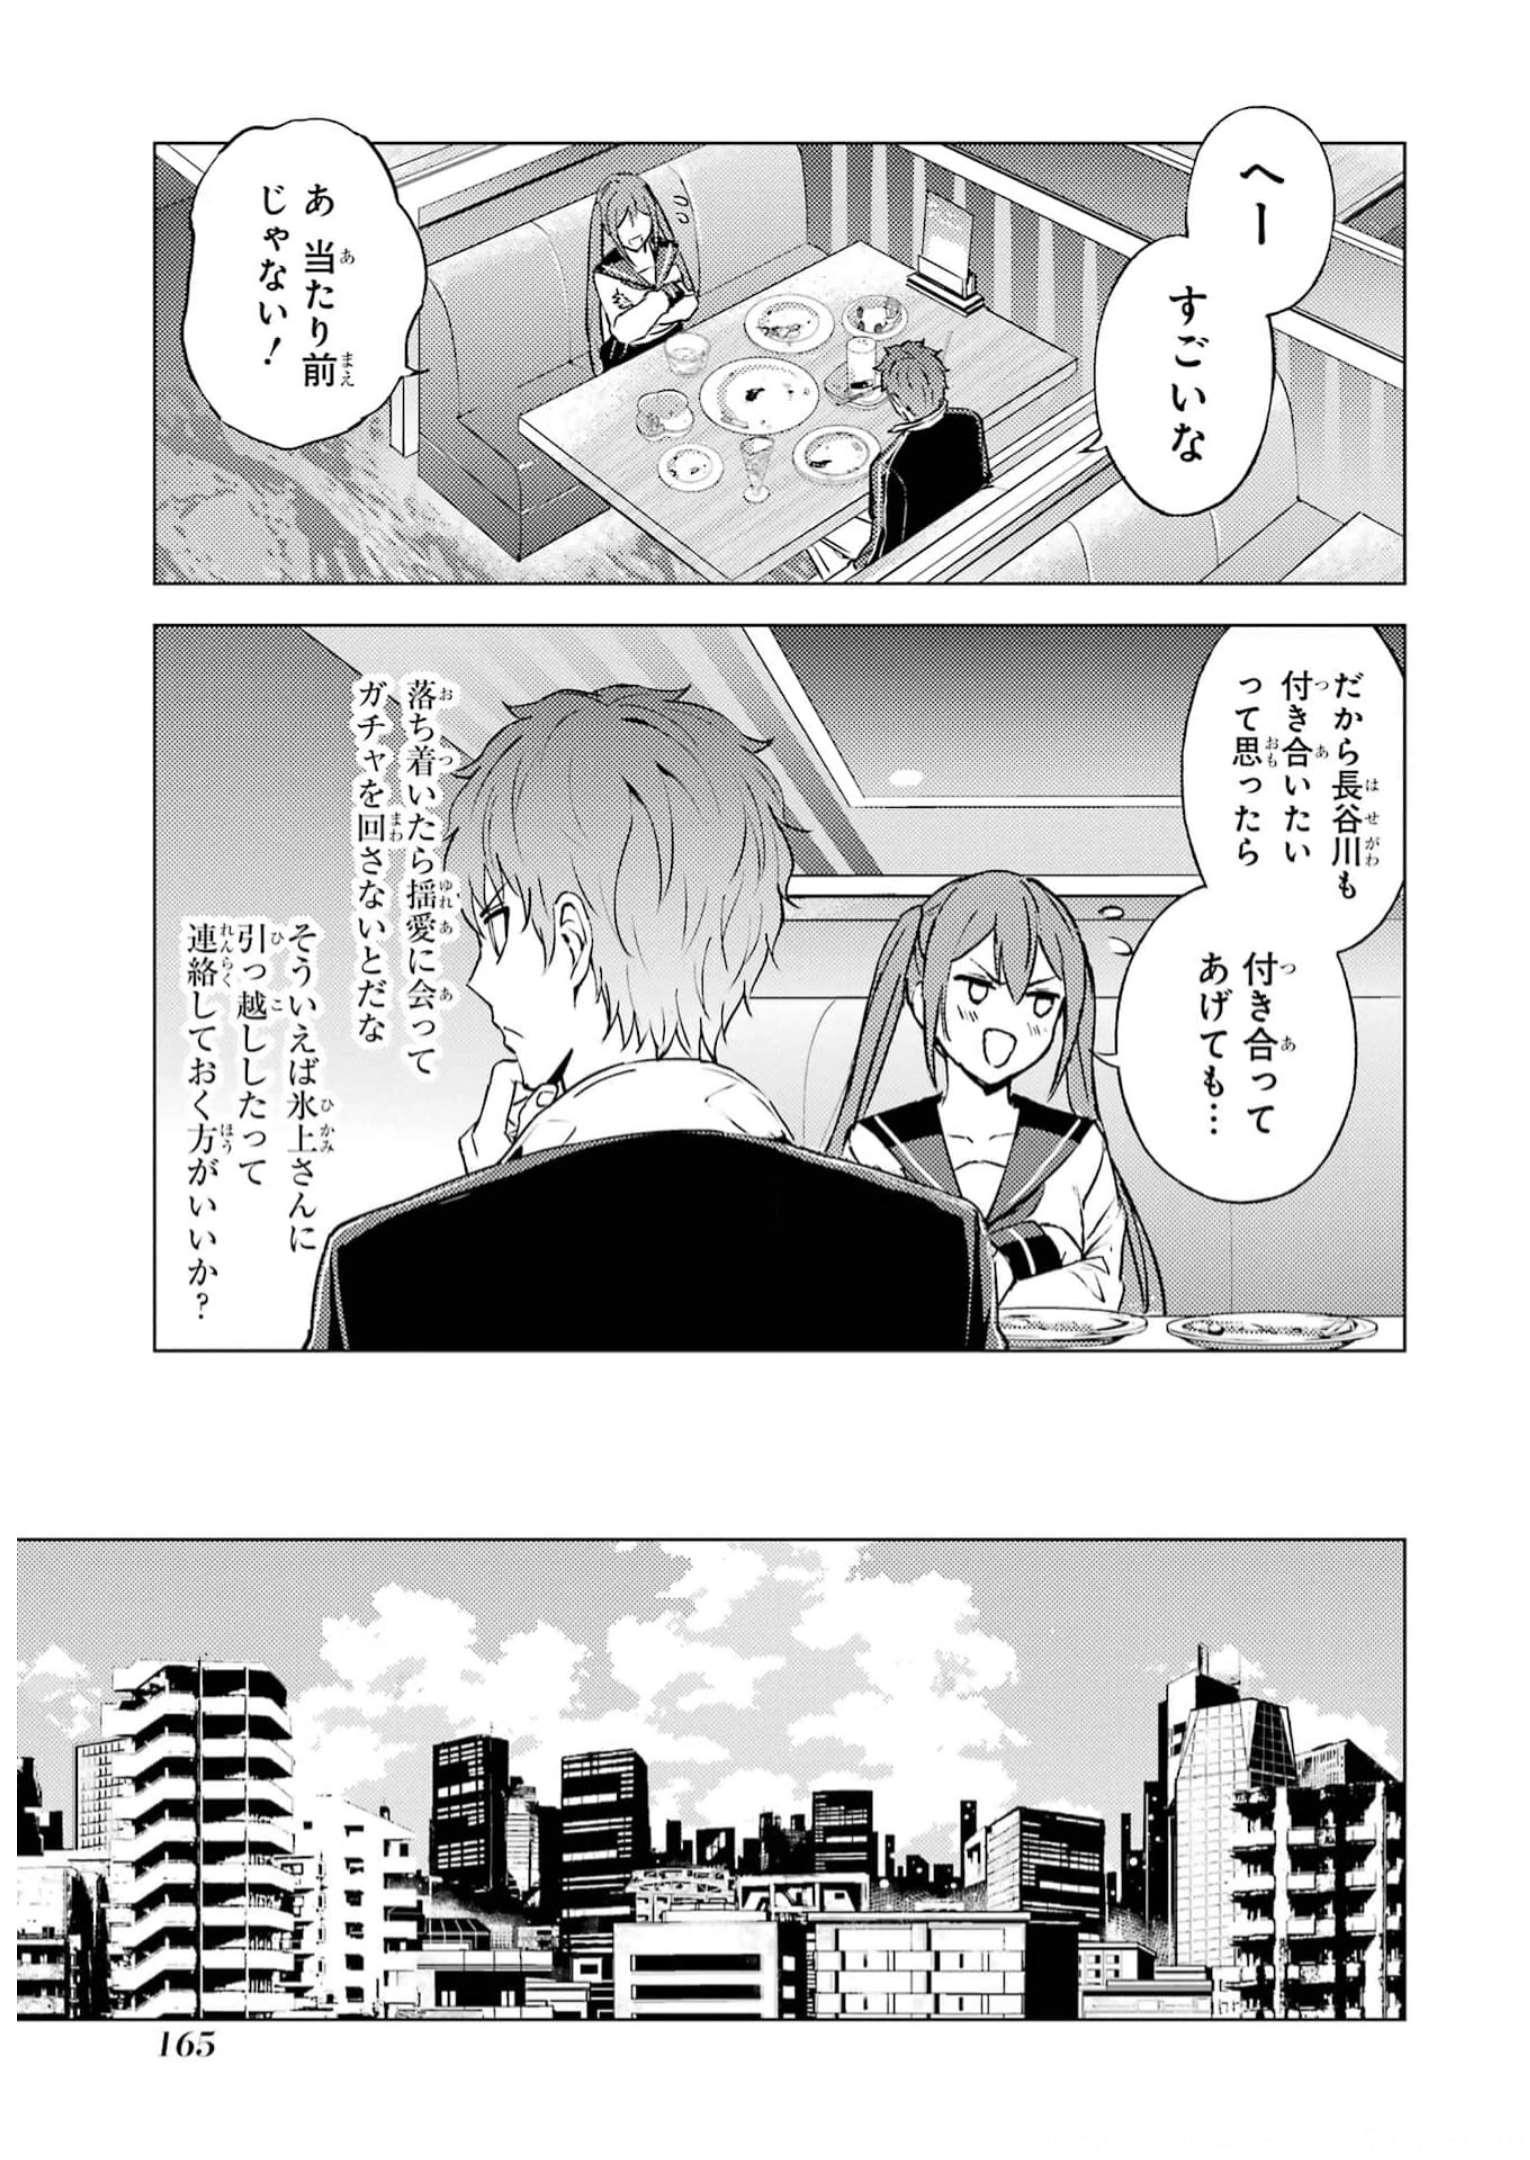 へー
すごいな
あ 当たり前
じゃない!
だから長谷川も
付き合いたい
って思ったら
付き合って
あげても…
落ち着いたら揺愛に会って
ガチャを回さないとだな
そういえば氷上さんに
引っ越ししたって
連絡しておく方がいいか?
165